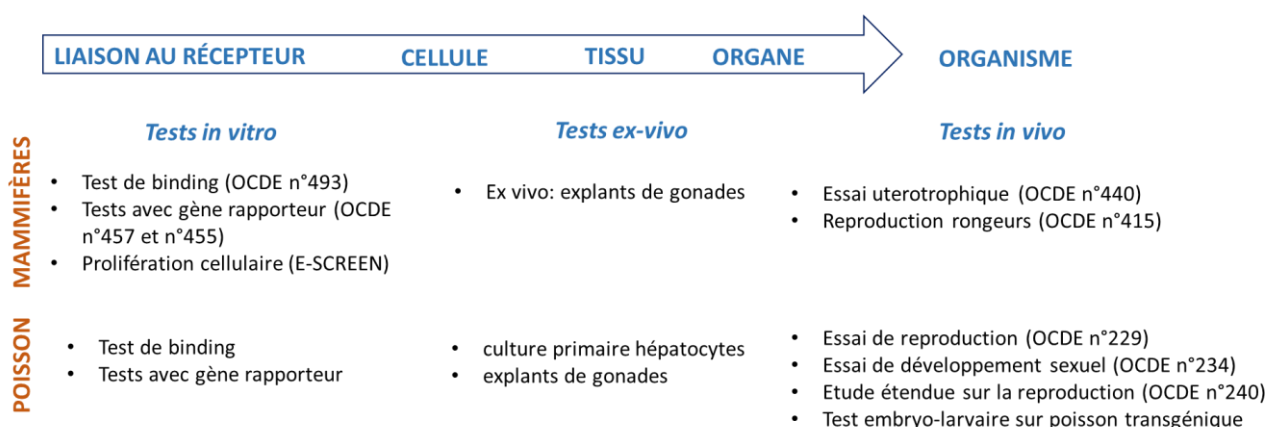 LIAISON AU RÉCEPTEUR CELLULE TISSU ORGANE ORGANISME
Tests in vitro Tests ex-vivo Tests in vivo
MAMMIFÈRES
• Test de binding (OCDE n°493)
• Tests avec gène rapporteur (OCDE
n°457 et n°455)
• Prolifération cellulaire (E-SCREEN)
• Ex vivo: explants de gonades
• Essai uterotrophique (OCDE n°440)
• Reproduction rongeurs (OCDE n°415)
POISSON
• Test de binding
• Tests avec gène rapporteur
• culture primaire hépatocytes
• explants de gonades
• Essai de reproduction (OCDE n°229)
• Essai de développement sexuel (OCDE n°234)
• Etude étendue sur la reproduction (OCDE n°240)
• Test embryo-larvaire sur poisson transgénique